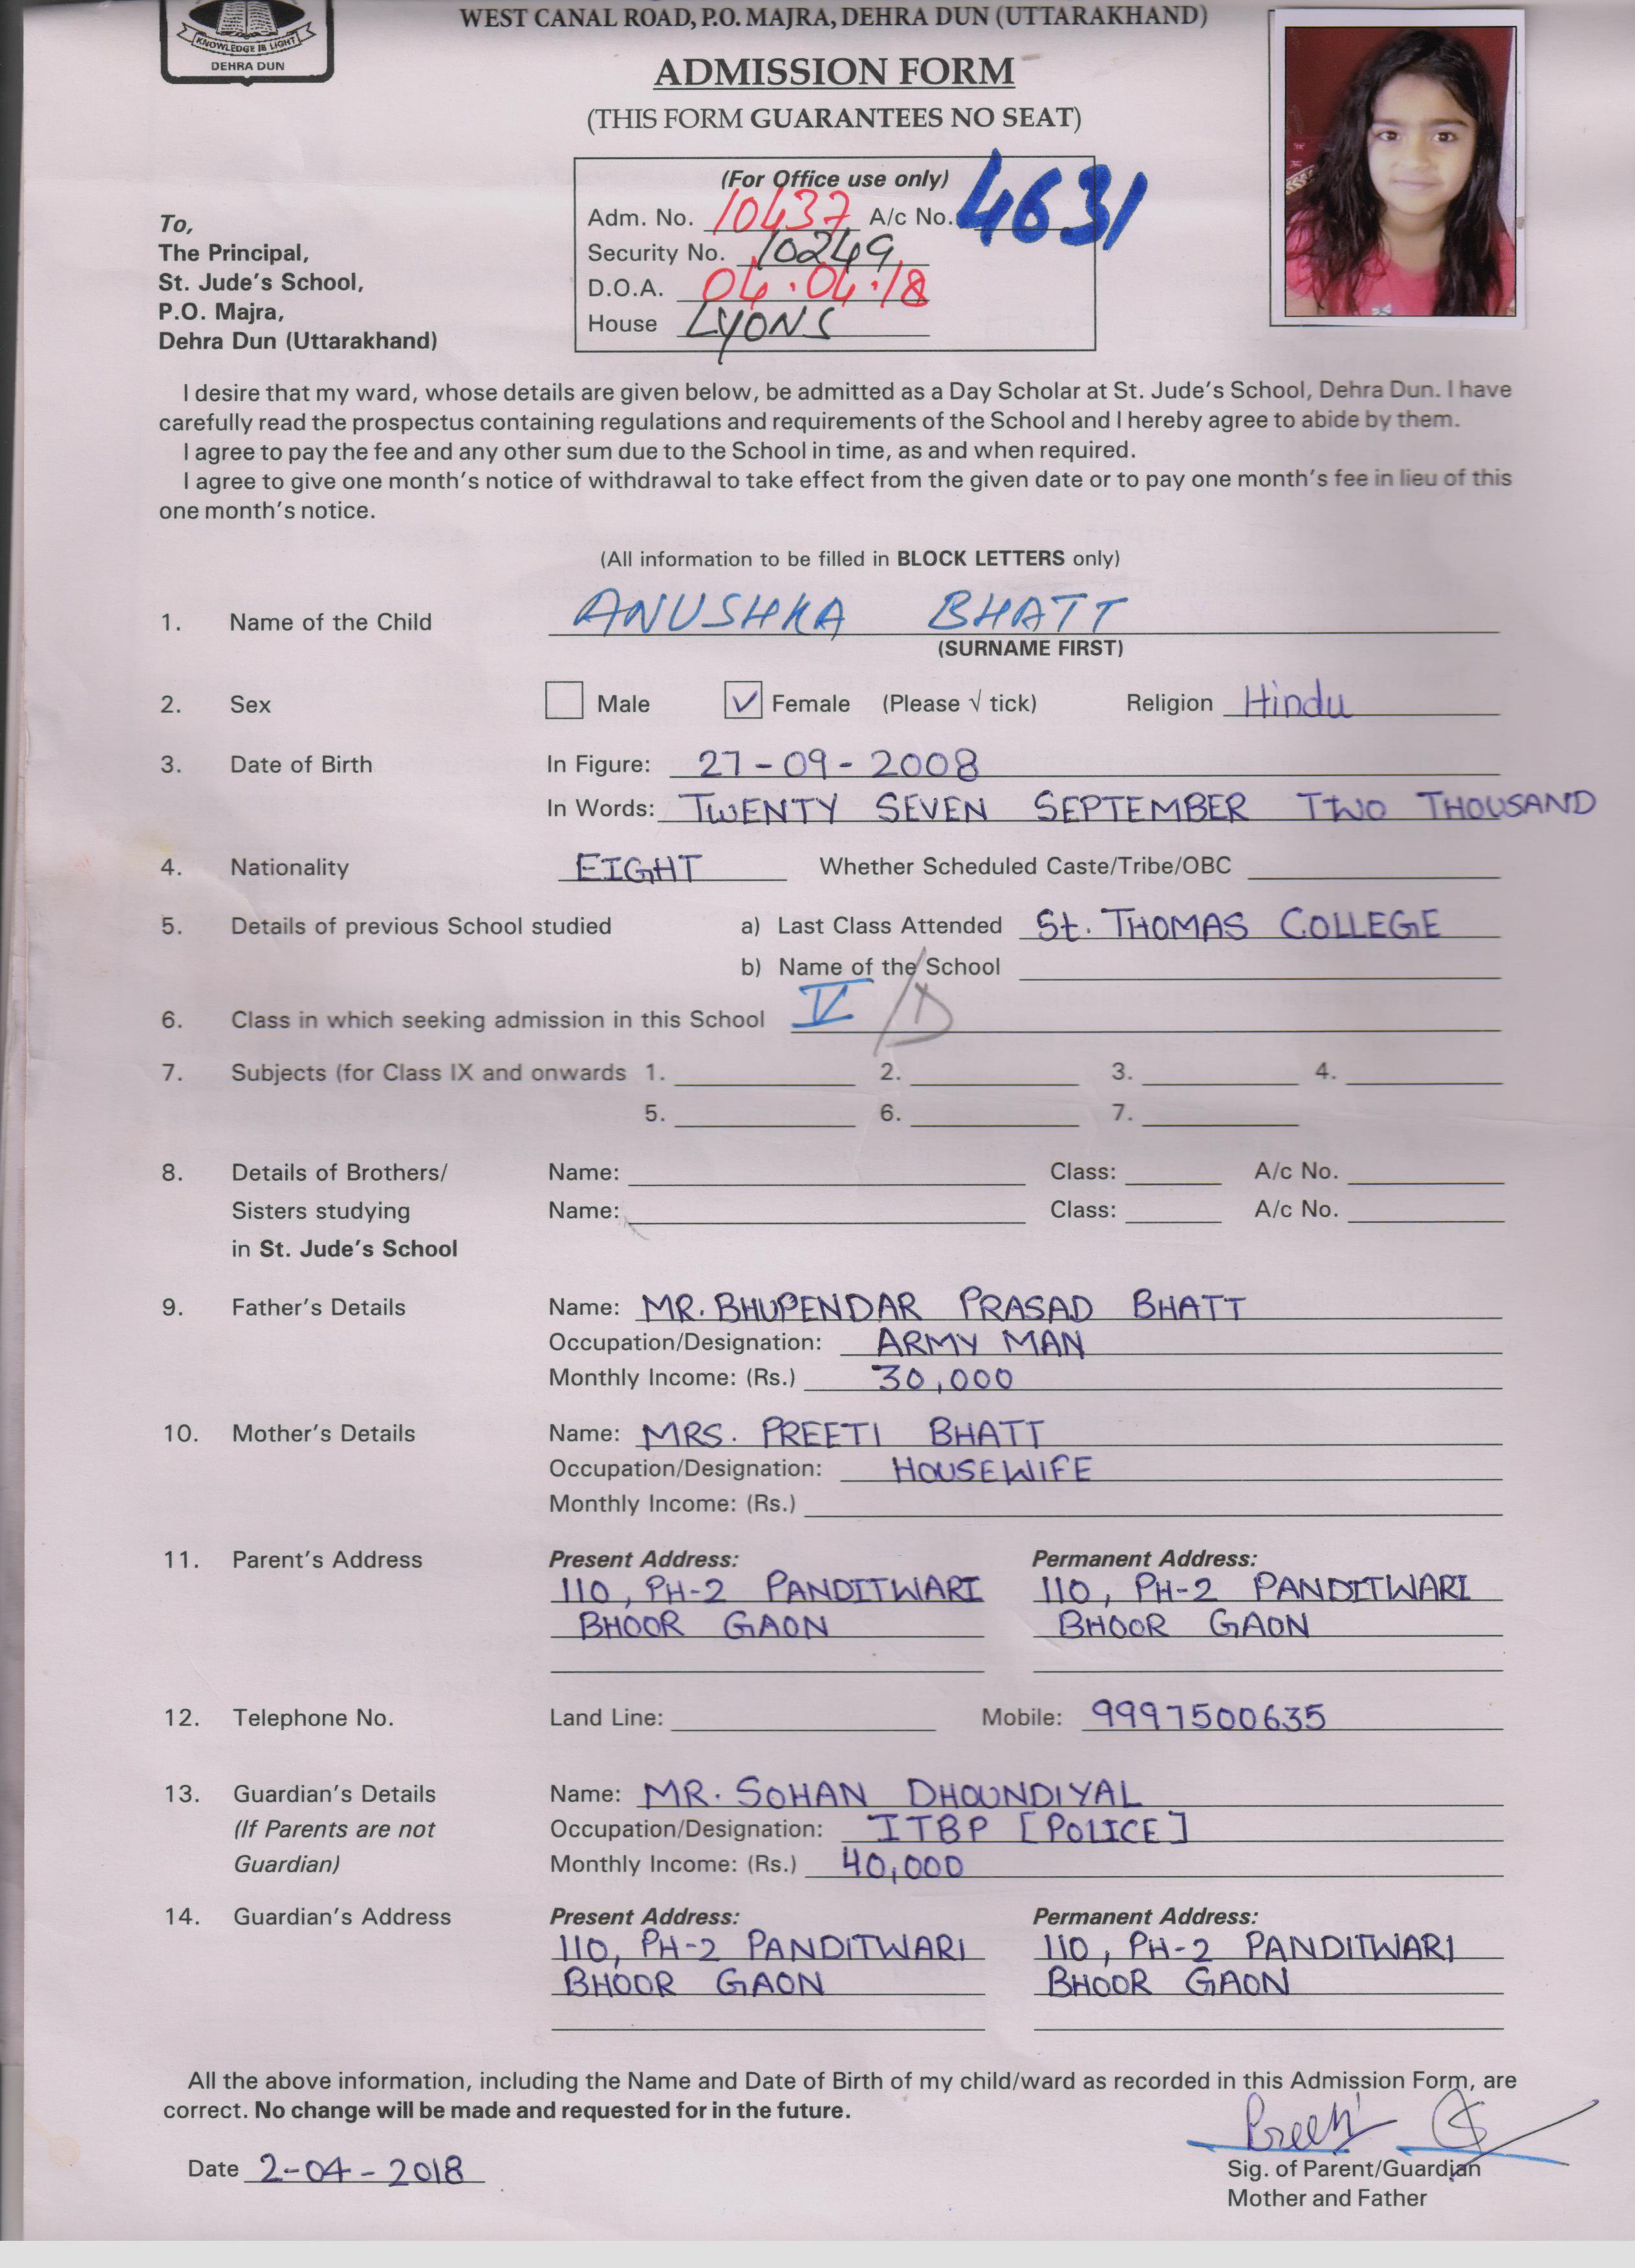 KNOWLEDGE IS LIGHT
DEHRA DUN
WEST CANAL ROAD, P.O. MAJRA, DEHRA DUN (UTTARAKHAND)
ADMISSION FORM
(THIS FORM GUARANTEES NO SEAT)
(For Office use only)
Adm. No. 10437 A/c No. 4631
Security No. 10249
D.O.A. 04.04.18
House LYONS
To,
The Principal,
St. Jude's School,
P.O. Majra,
Dehra Dun (Uttarakhand)
I desire that my ward, whose details are given below, be admitted as a Day Scholar at St. Jude's School, Dehra Dun. I have
carefully read the prospectus containing regulations and requirements of the School and I hereby agree to abide by them.
I agree to pay the fee and any other sum due to the School in time, as and when required.
I agree to give one month's notice of withdrawal to take effect from the given date or to pay one month's fee in lieu of this
one month's notice.
(All information to be filled in BLOCK LETTERS only)
1. Name of the Child ANUSHKA BHATT
(SURNAME FIRST)
2. Sex Male ✓ Female (Please √ tick) Religion Hindu
3. Date of Birth In Figure: 27-09-2008
In Words: TWENTY SEVEN SEPTEMBER TWO THOUSAND
4. Nationality EIGHT Whether Scheduled Caste/Tribe/OBC
5. Details of previous School studied a) Last Class Attended St. THOMAS COLLEGE
b) Name of the School
6. Class in which seeking admission in this School V /D
7. Subjects (for Class IX and onwards 1. 2. 3. 4.
5. 6. 7.
8. Details of Brothers/ Name: Class: A/c No.
Sisters studying Name: Class: A/c No.
in St. Jude's School
9. Father's Details Name: MR. BHUPENDAR PRASAD BHATT
Occupation/Designation: ARMY MAN
Monthly Income: (Rs.) 30,000
10. Mother's Details Name: MRS. PREETI BHATT
Occupation/Designation: HOUSEWIFE
Monthly Income: (Rs.)
11. Parent's Address Present Address: Permanent Address:
110, PH-2 PANDITWARI 110, PH-2 PANDITWARI
BHOOR GAON BHOOR GAON
12. Telephone No. Land Line: Mobile: 9997500635
13. Guardian's Details Name: MR. SOHAN DHOUNDIYAL
(If Parents are not Occupation/Designation: ITBP [POLICE]
Guardian) Monthly Income: (Rs.) 40,000
14. Guardian's Address Present Address: Permanent Address:
110, PH-2 PANDITWARI 110, PH-2 PANDITWARI
BHOOR GAON BHOOR GAON
All the above information, including the Name and Date of Birth of my child/ward as recorded in this Admission Form, are
correct. No change will be made and requested for in the future.
Preeti
Date 2-04-2018 Sig. of Parent/Guardian
Mother and Father